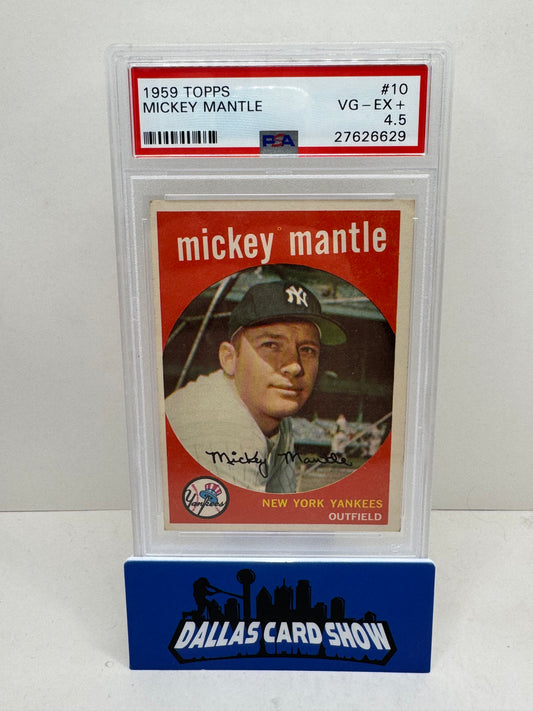 1959 TOPPS #10
MICKEY MANTLE VG-EX+
4.5
27626629
PSA
mickey mantle
NY
Mickey Mantle
Yankees
NEW YORK YANKEES
OUTFIELD
DALLAS CARD SHOW